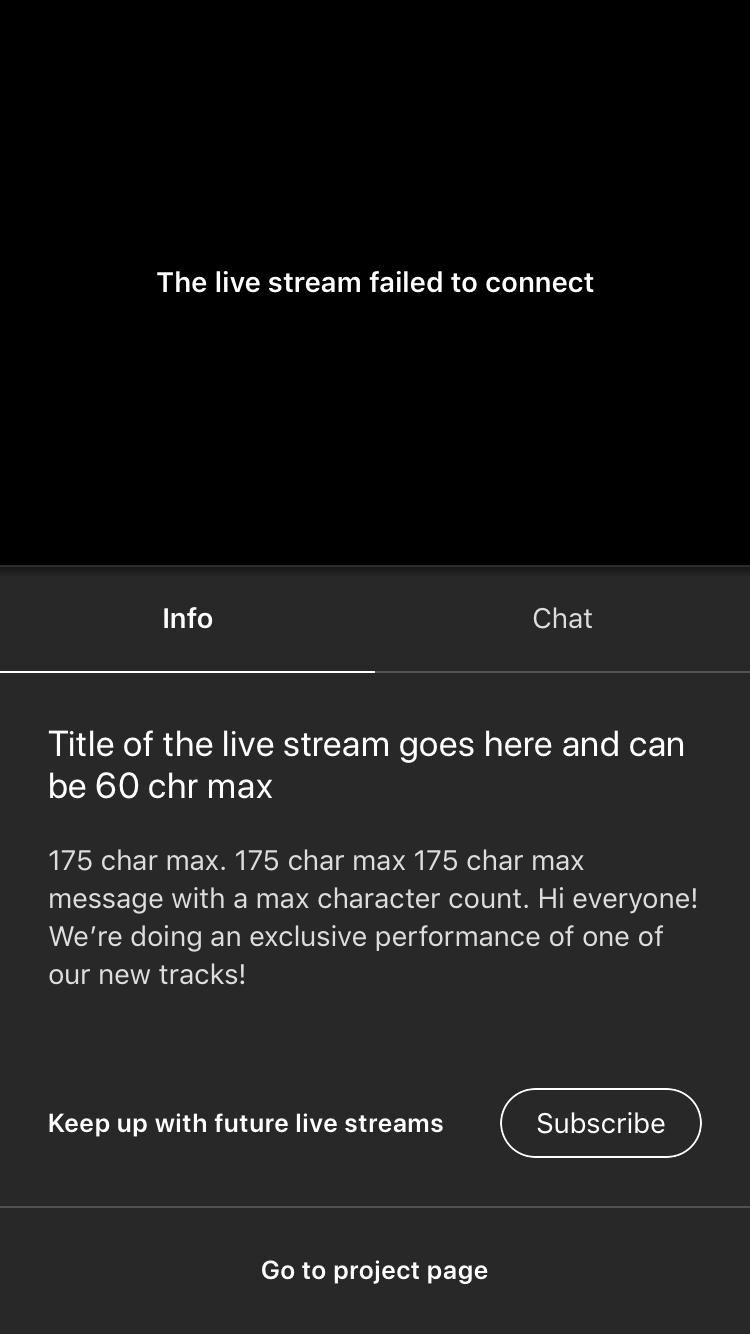 The live stream failed to connect
Info
Chat
Title of the live stream goes here and can
be 60 chr max
175 char max. 175 char max 175 char max
message with a max character count. Hi everyone!
We’re doing an exclusive performance of one of
our new tracks!
Keep up with future live streams
Subscribe
Go to project page